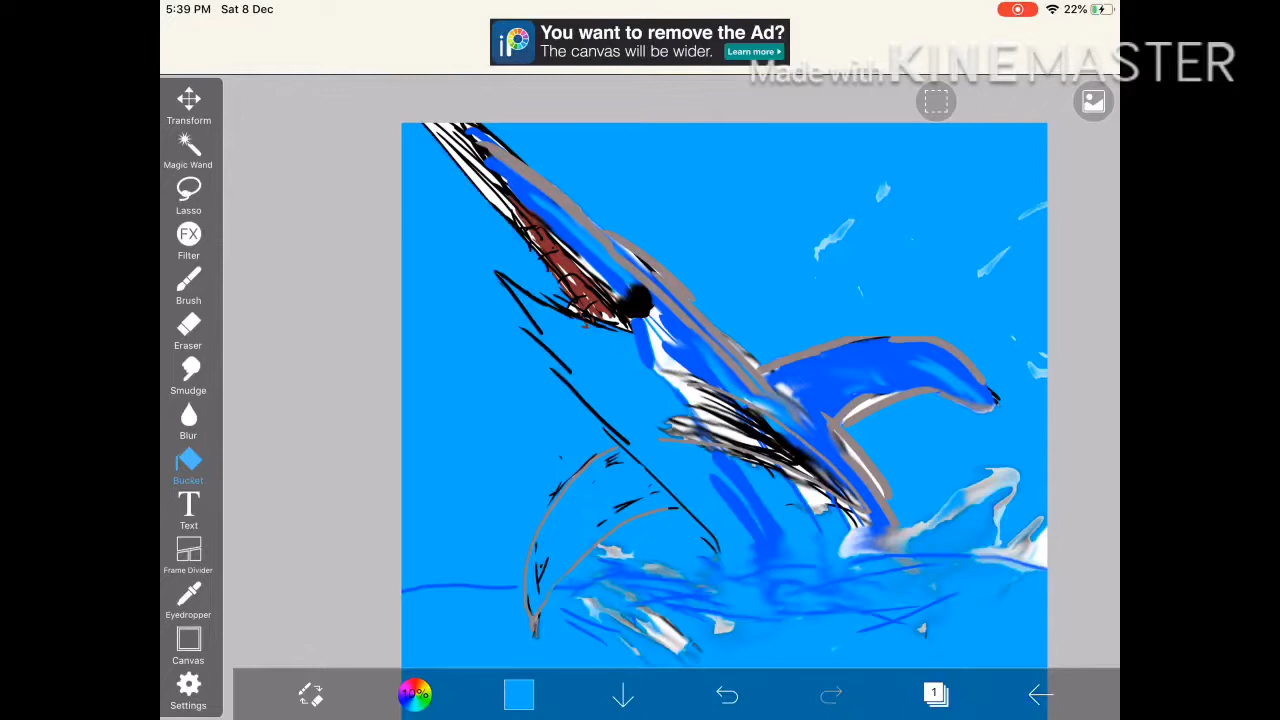 5:39 PM Sat 8 Dec
22%
You want to remove the Ad?
The canvas will be wider.
Learn more
iP
Made with KINEMASTER
Transform
Magic Wand
Lasso
FX
Filter
Brush
Eraser
Smudge
Blur
Bucket
T
Text
Frame Divider
Eyedropper
Canvas
Settings
10%
1